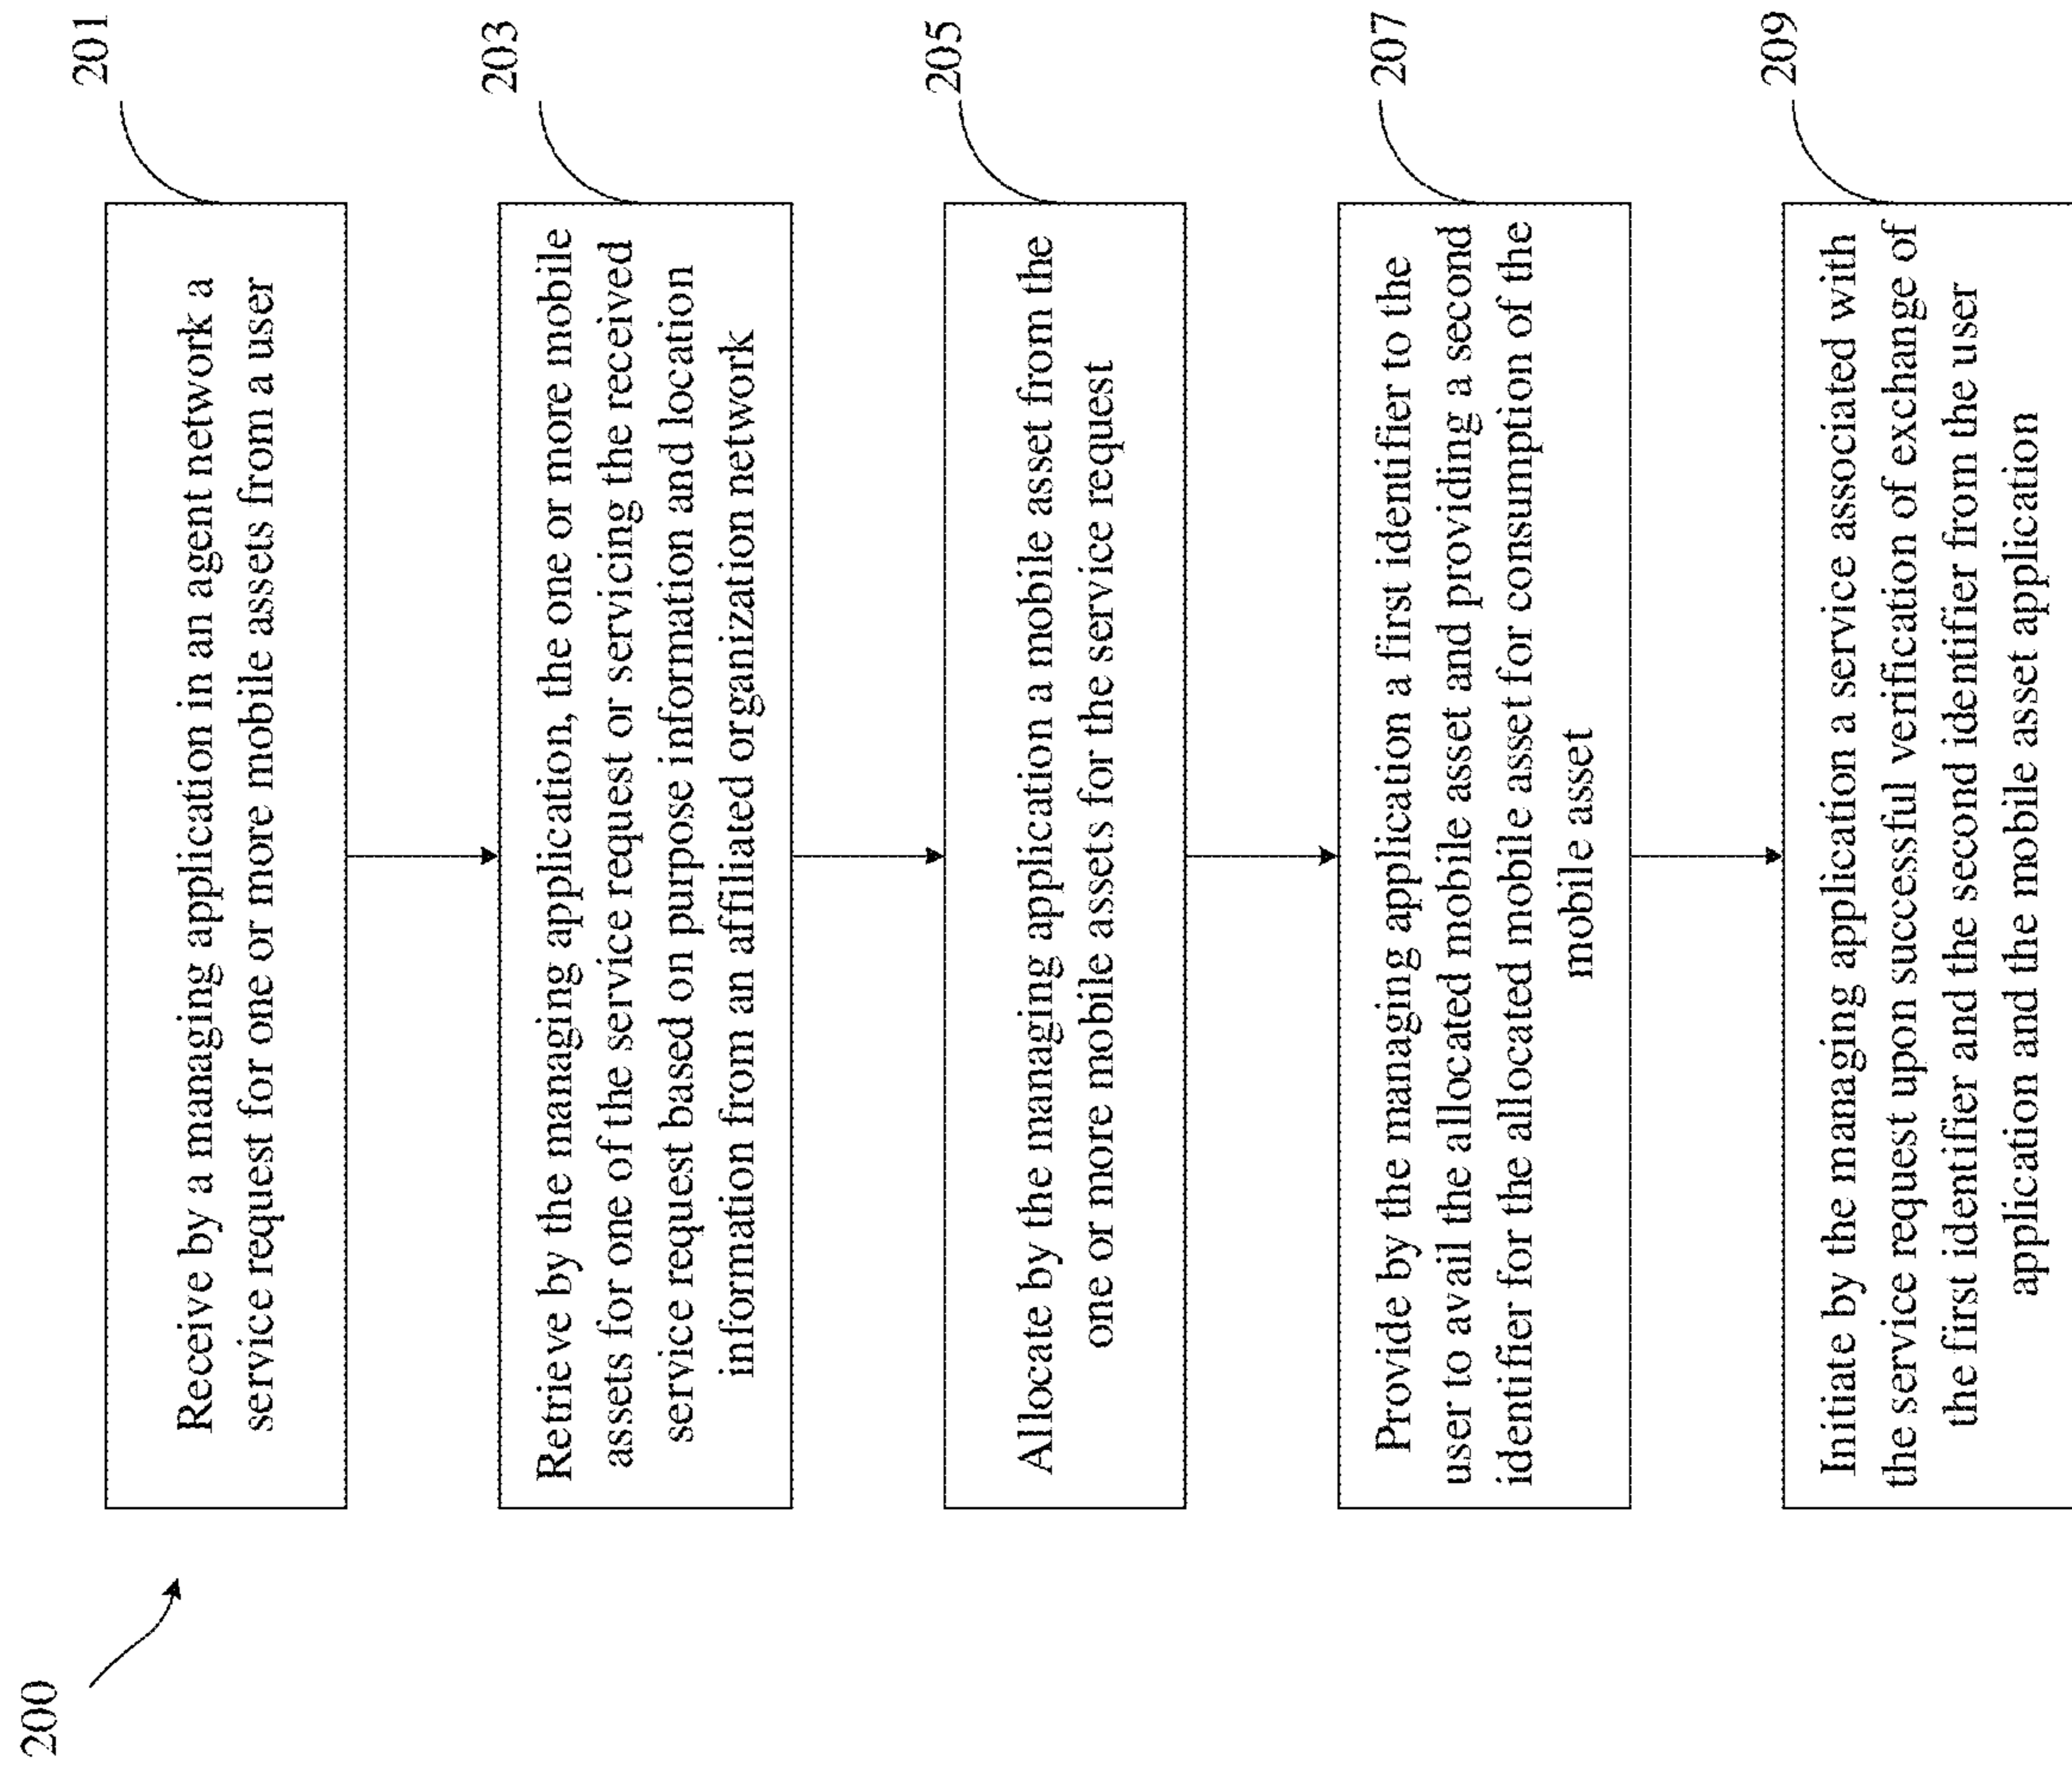 200
201
Receive by a managing application in an agent network a
service request for one or more mobile assets from a user
203
Retrieve by the managing application, the one or more mobile
assets for one of the service request or servicing the received
service request based on purpose information and location
information from an affiliated organization network
205
Allocate by the managing application a mobile asset from the
one or more mobile assets for the service request
207
Provide by the managing application a first identifier to the
user to avail the allocated mobile asset and providing a second
identifier for the allocated mobile asset for consumption of the
mobile asset
209
Initiate by the managing application a service associated with
the service request upon successful verification of exchange of
the first identifier and the second identifier from the user
application and the mobile asset application